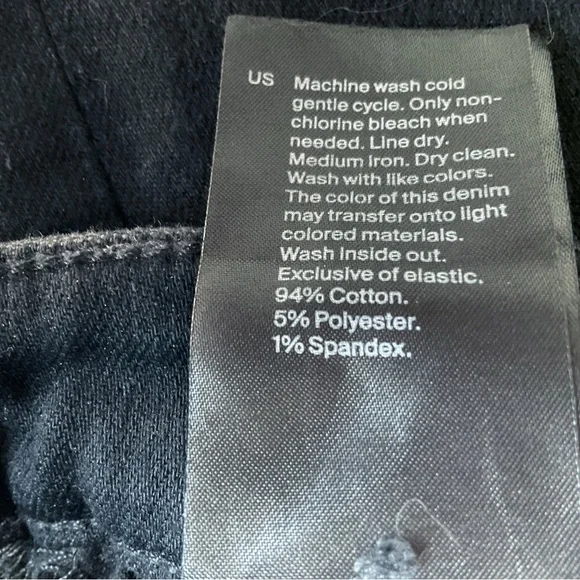 US Machine wash cold
gentle cycle. Only non-
chlorine bleach when
needed. Line dry.
Medium Iron. Dry clean.
Wash with like colors.
The color of this denim
may transfer onto light
colored materials.
Wash Inside out.
Exclusive of elastic.
94% Cotton.
5% Polyester.
1% Spandex.